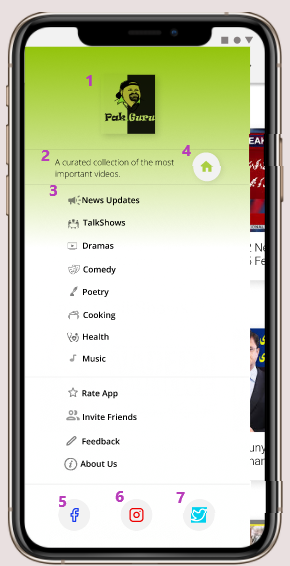 1
Pak Guru
2
4
A curated collection of the most
important videos.
3
News Updates
TalkShows
Dramas
Comedy
Poetry
Cooking
Health
Music
Rate App
Invite Friends
Feedback
About Us
5
6
7